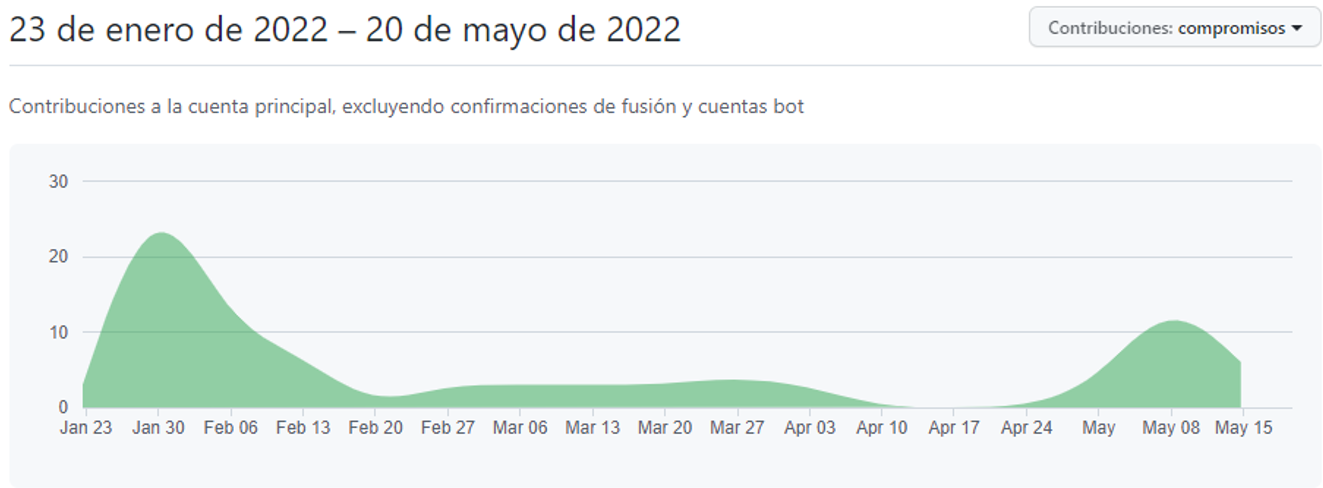 23 de enero de 2022 – 20 de mayo de 2022
Contribuciones: compromisos
Contribuciones a la cuenta principal, excluyendo confirmaciones de fusión y cuentas bot
30
20
10
0
Jan 23 Jan 30 Feb 06 Feb 13 Feb 20 Feb 27 Mar 06 Mar 13 Mar 20 Mar 27 Apr 03 Apr 10 Apr 17 Apr 24 May May 08 May 15